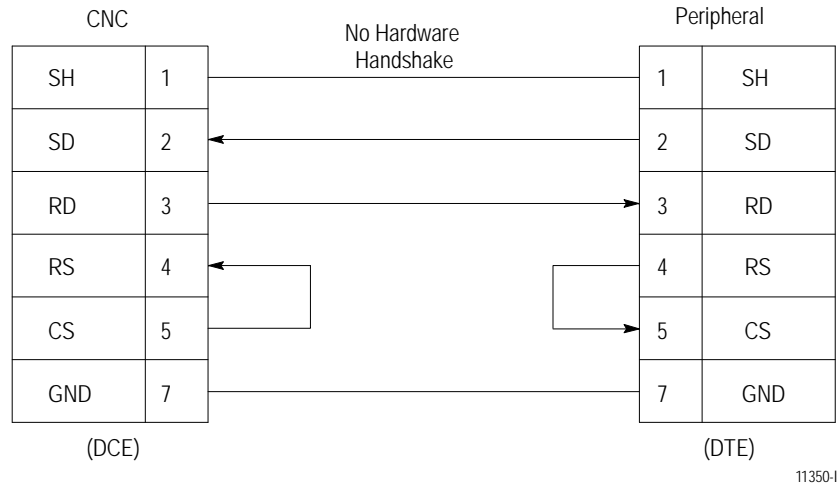 CNC
No Hardware
Handshake
Peripheral
SH 1
1 SH
SD 2
2 SD
RD 3
3 RD
RS 4
4 RS
CS 5
5 CS
GND 7
7 GND
(DCE)
(DTE)
11350-I